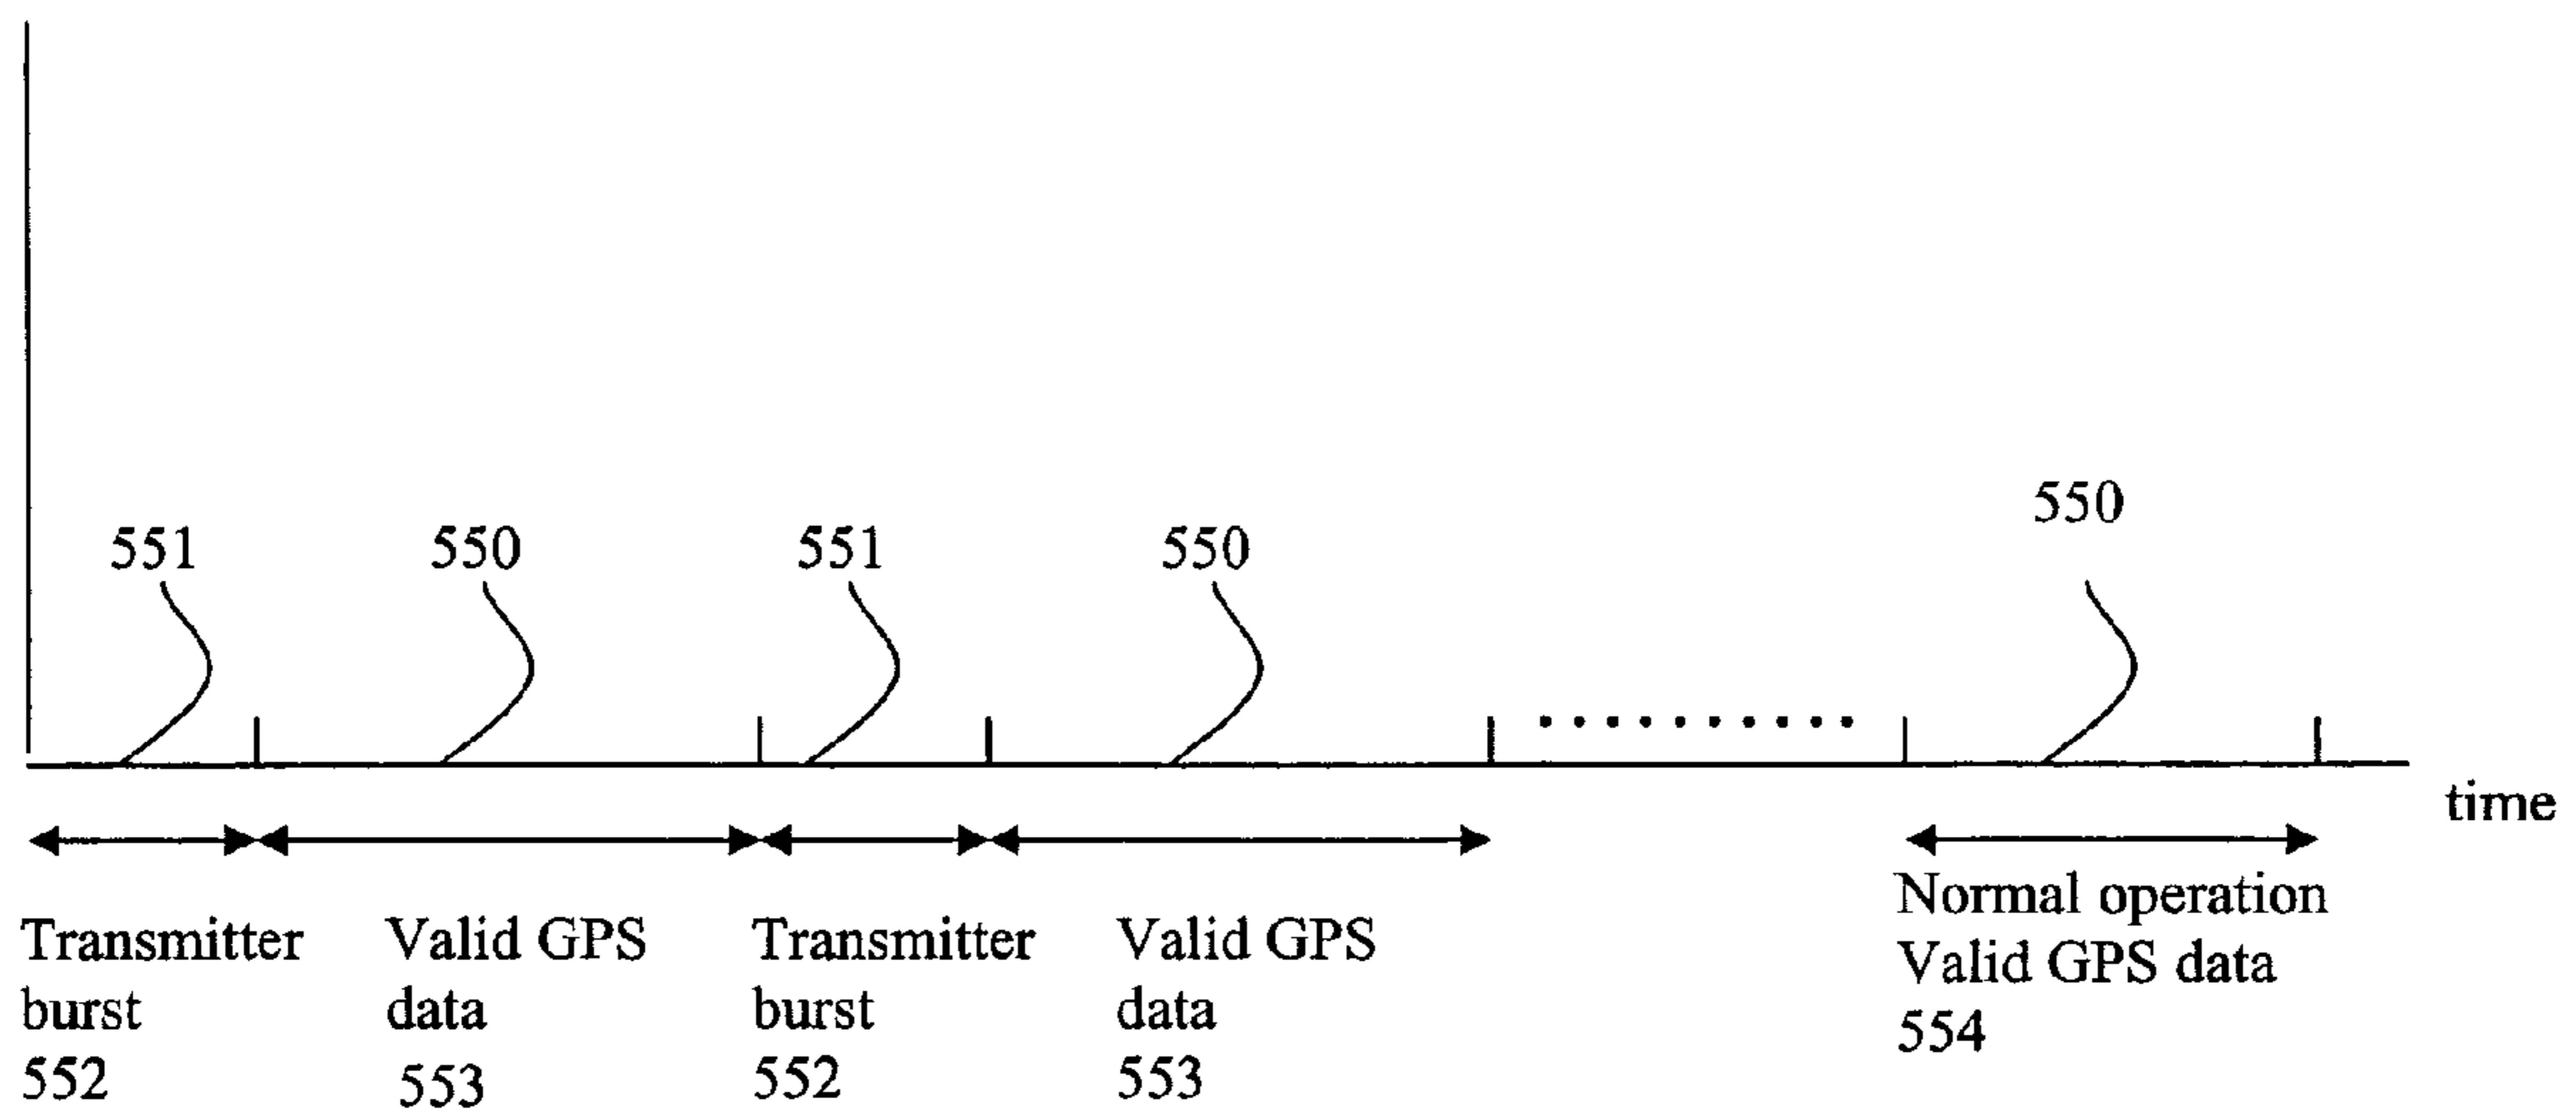 550
551
550
551
550
time
Transmitter
burst
552
Valid GPS
data
553
Transmitter
burst
552
Valid GPS
data
553
Normal operation
Valid GPS data
554